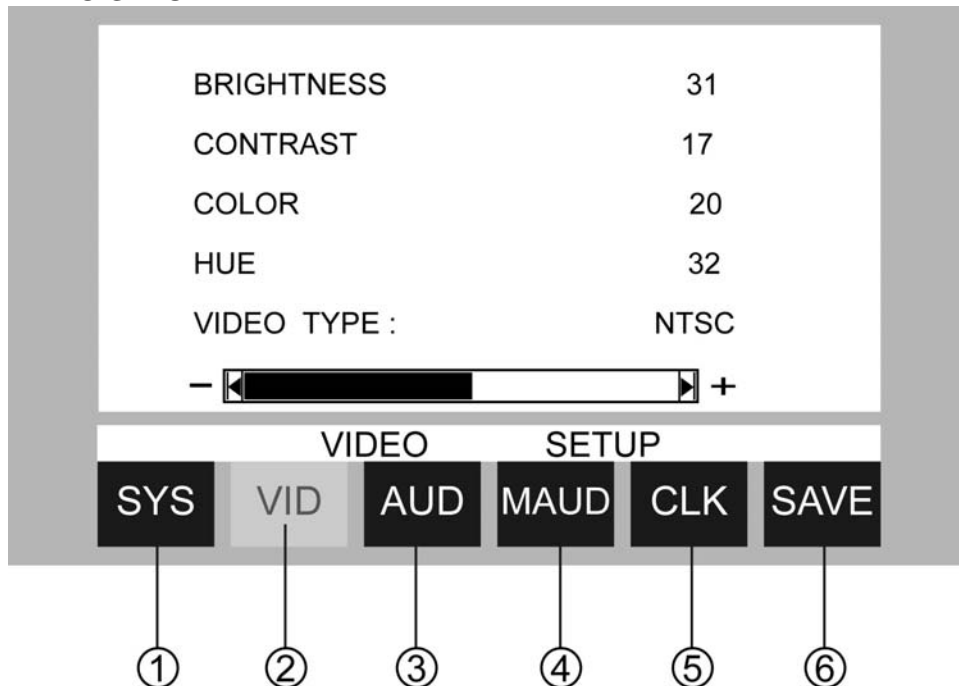 BRIGHTNESS 31
CONTRAST 17
COLOR 20
HUE 32
VIDEO TYPE : NTSC
− +
VIDEO SETUP
SYS VID AUD MAUD CLK SAVE
① ② ③ ④ ⑤ ⑥